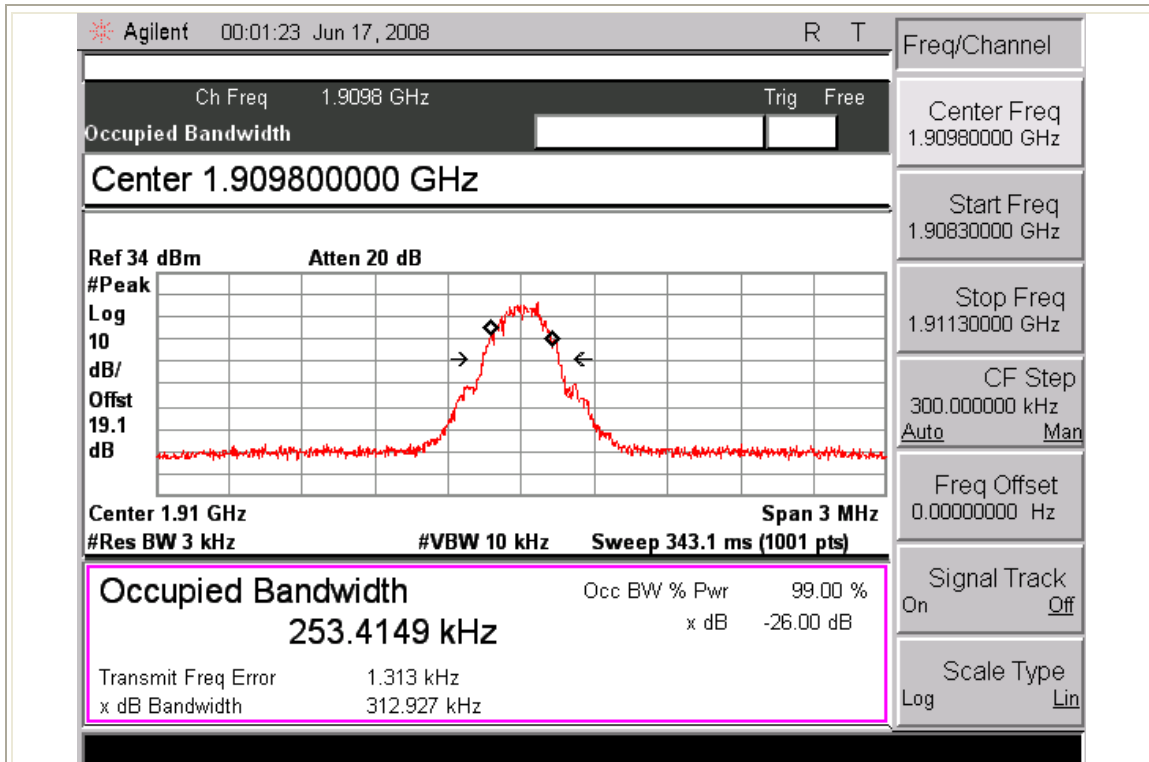 Agilent 00:01:23 Jun 17, 2008 R T
Freq/Channel
Ch Freq 1.9098 GHz Trig Free
Occupied Bandwidth
Center 1.909800000 GHz
Ref 34 dBm Atten 20 dB
#Peak
Log
10
dB/
Offst
19.1
dB
Center 1.91 GHz Span 3 MHz
#Res BW 3 kHz #VBW 10 kHz Sweep 343.1 ms (1001 pts)
Occupied Bandwidth
253.4149 kHz
Occ BW % Pwr 99.00 %
x dB -26.00 dB
Transmit Freq Error 1.313 kHz
x dB Bandwidth 312.927 kHz
Center Freq
1.90980000 GHz
Start Freq
1.90830000 GHz
Stop Freq
1.91130000 GHz
CF Step
300.000000 kHz
Auto Man
Freq Offset
0.00000000 Hz
Signal Track
On Off
Scale Type
Log Lin